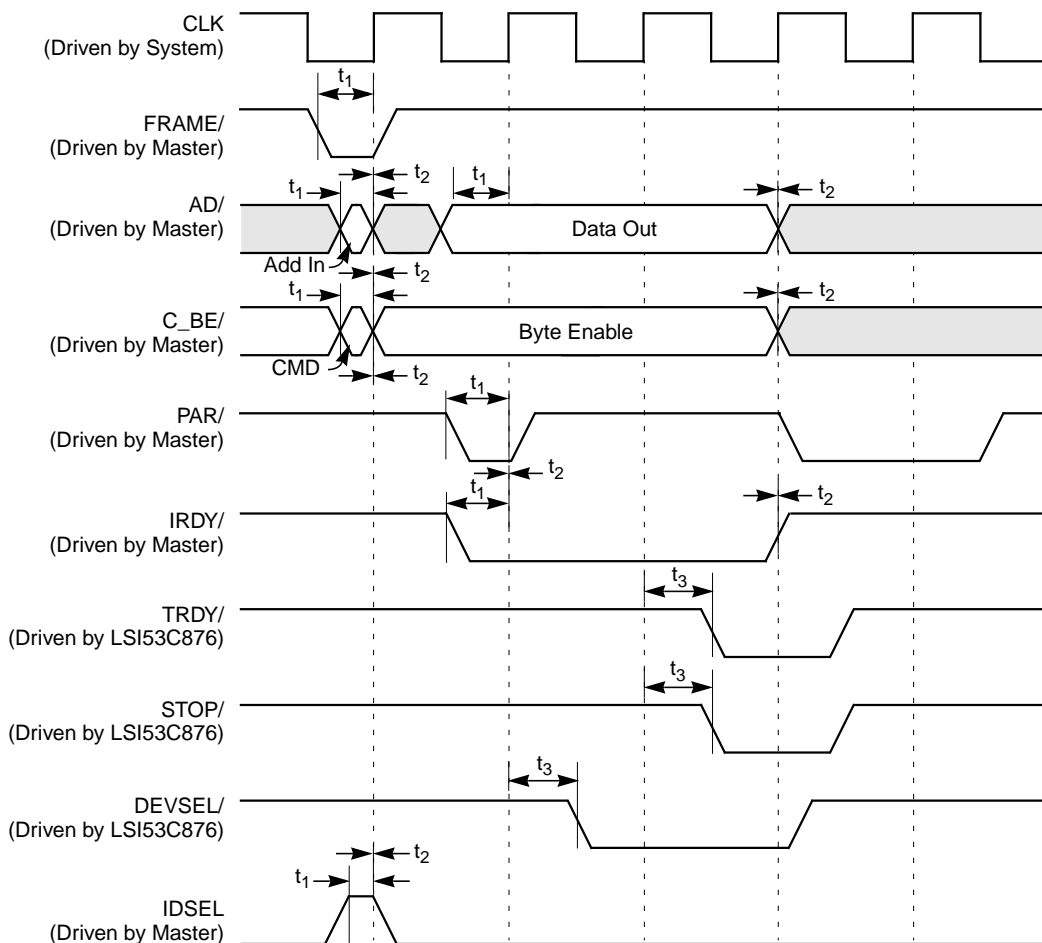 CLK
(Driven by System)
t1
FRAME/
(Driven by Master)
t2
t1
t1
t2
AD/
(Driven by Master)
Data Out
Add In
t2
t1
t2
C_BE/
(Driven by Master)
Byte Enable
CMD
t2
t1
PAR/
(Driven by Master)
t2
t1
t2
IRDY/
(Driven by Master)
t3
TRDY/
(Driven by LSI53C876)
t3
STOP/
(Driven by LSI53C876)
t3
DEVSEL/
(Driven by LSI53C876)
t2
t1
IDSEL
(Driven by Master)